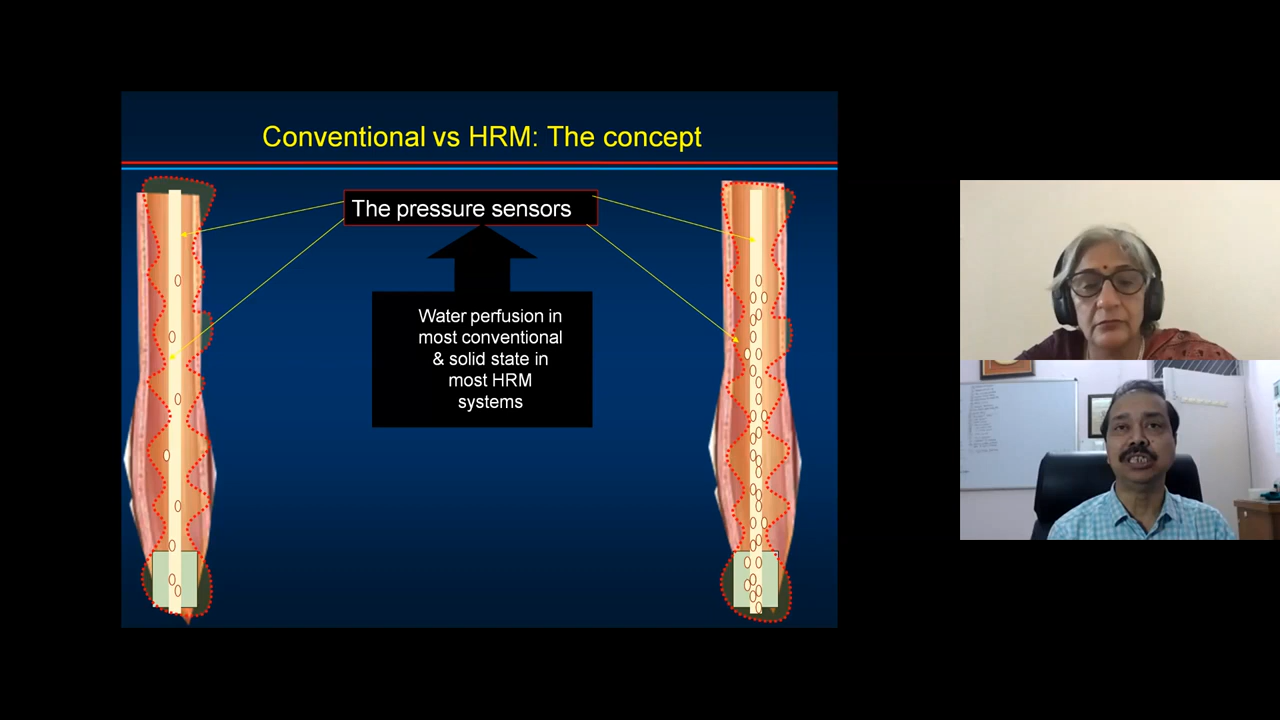 Conventional vs HRM: The concept
The pressure sensors
Water perfusion in
most conventional
& solid state in
most HRM
systems